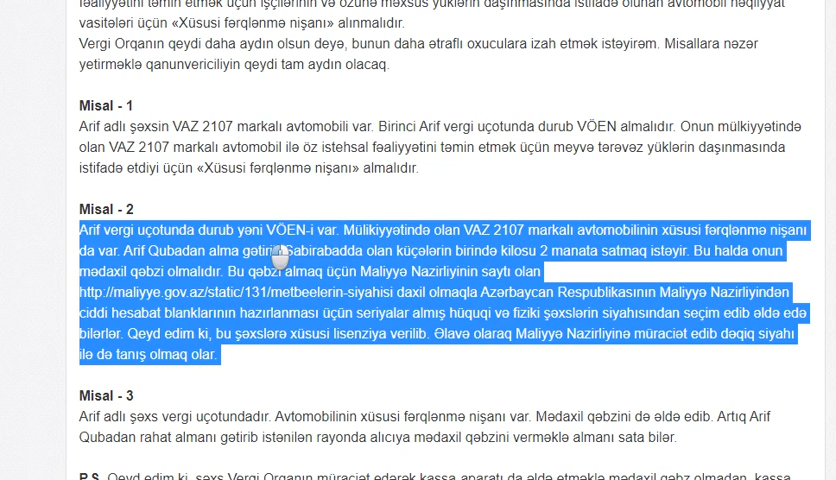 fəaliyyətini təmin etmək üçün işçilərinin və özünə məxsus yüklərin daşınmasında istifadə olunan avtomobil nəqliyyat
vasitələri üçün «Xüsusi fərqlənmə nişanı» alınmalıdır.
Vergi Orqanın qeydi daha aydın olsun deyə, bunun daha ətraflı oxuculara izah etmək istəyirəm. Misallara nəzər
yetirməklə qanunvericiliyin qeydi tam aydın olacaq.
Misal - 1
Arif adlı şəxsin VAZ 2107 markalı avtomobili var. Birinci Arif vergi uçotunda durub VÖEN almalıdır. Onun mülkiyyətində
olan VAZ 2107 markalı avtomobil ilə öz istehsal fəaliyyətini təmin etmək üçün meyvə tərəvəz yüklərin daşınmasında
istifadə etdiyi üçün «Xüsusi fərqlənmə nişanı» almalıdır.
Misal - 2
Arif vergi uçotunda durub yəni VÖEN-i var. Mülikiyyətində olan VAZ 2107 markalı avtomobilinin xüsusi fərqlənmə nişanı
da var. Arif Qubadan alma gətirib Sabirabadda olan küçələrin birində kilosu 2 manata satmaq istəyir. Bu halda onun
mədaxil qəbzi olmalıdır. Bu qəbzi almaq üçün Maliyyə Nazirliyinin saytı olan
http://maliyye.gov.az/static/131/metbeelerin-siyahisi daxil olmaqla Azərbaycan Respublikasının Maliyyə Nazirliyindən
ciddi hesabat blanklarının hazırlanması üçün seriyalar almış hüquqi və fiziki şəxslərin siyahısından seçim edib əldə edə
bilərlər. Qeyd edim ki, bu şəxslərə xüsusi lisenziya verilib. Əlavə olaraq Maliyyə Nazirliyinə müraciət edib dəqiq siyahı
ilə də tanış olmaq olar.
Misal - 3
Arif adlı şəxs vergi uçotundadır. Avtomobilinin xüsusi fərqlənmə nişanı var. Mədaxil qəbzini də əldə edib. Artıq Arif
Qubadan rahat almanı gətirib istənilən rayonda alıcıya mədaxil qəbzini verməklə almanı sata bilər.
P.S. Qeyd edim ki, şəxs Vergi Orqanın müraciət edərək kassa aparatı da əldə etməklə mədaxil qəbz olmadan, kassa